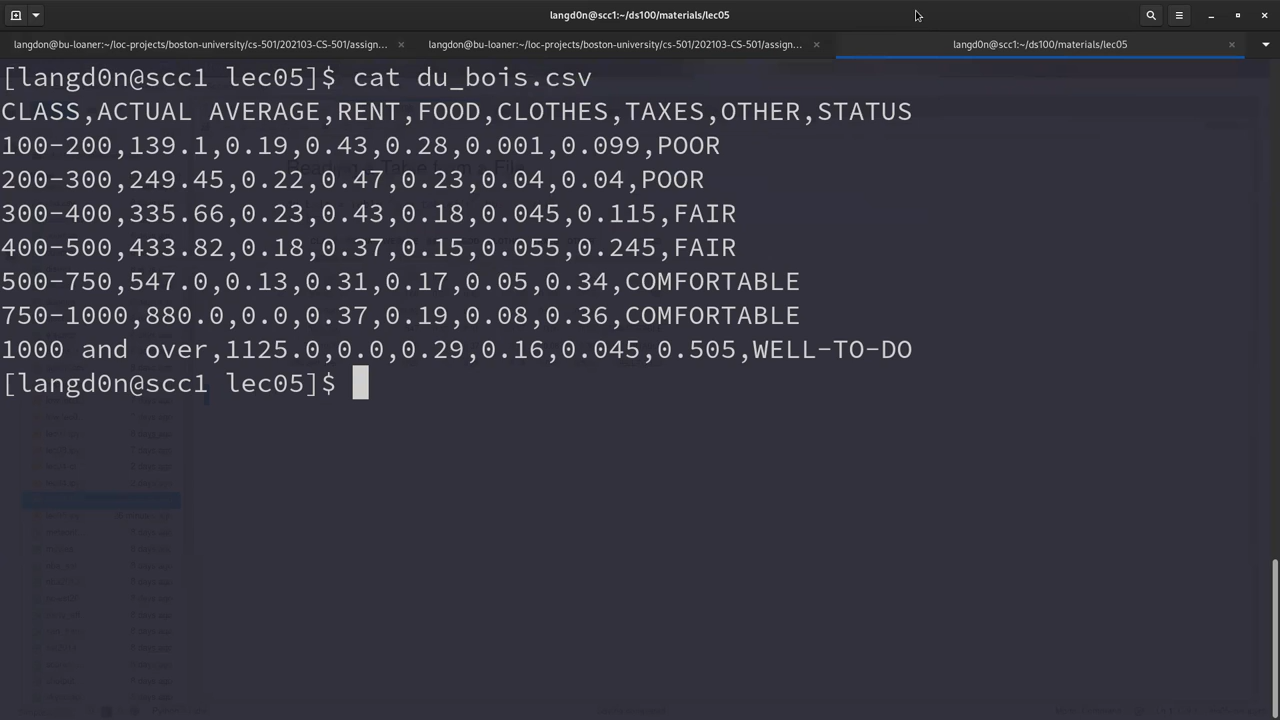 langd0n@scc1:~/ds100/materials/lec05
langdon@bu-loaner:~/loc-projects/boston-university/cs-501/202103-CS-501/assign... × langdon@bu-loaner:~/loc-projects/boston-university/cs-501/202103-CS-501/assign... × langd0n@scc1:~/ds100/materials/lec05 ×
[langd0n@scc1 lec05]$ cat du_bois.csv
CLASS,ACTUAL AVERAGE,RENT,FOOD,CLOTHES,TAXES,OTHER,STATUS
100-200,139.1,0.19,0.43,0.28,0.001,0.099,POOR
200-300,249.45,0.22,0.47,0.23,0.04,0.04,POOR
300-400,335.66,0.23,0.43,0.18,0.045,0.115,FAIR
400-500,433.82,0.18,0.37,0.15,0.055,0.245,FAIR
500-750,547.0,0.13,0.31,0.17,0.05,0.34,COMFORTABLE
750-1000,880.0,0.0,0.37,0.19,0.08,0.36,COMFORTABLE
1000 and over,1125.0,0.0,0.29,0.16,0.045,0.505,WELL-TO-DO
[langd0n@scc1 lec05]$
Reading a Table from a File